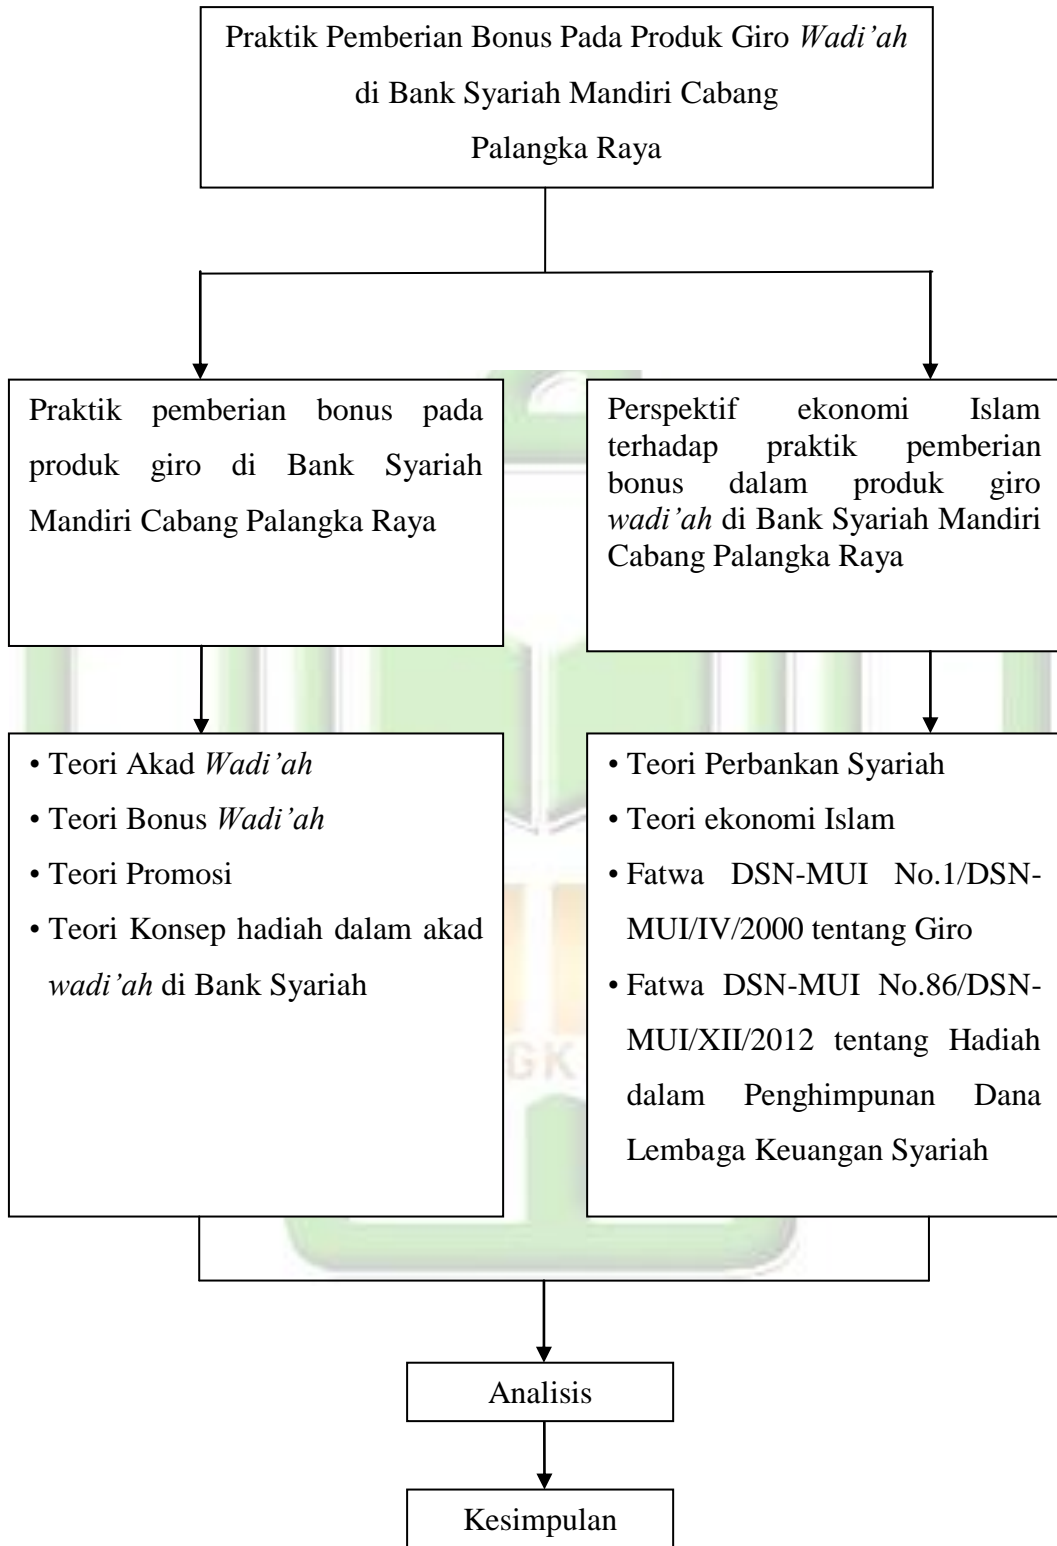 Praktik Pemberian Bonus Pada Produk Giro Wadi’ah
di Bank Syariah Mandiri Cabang
Palangka Raya
Praktik pemberian bonus pada
produk giro di Bank Syariah
Mandiri Cabang Palangka Raya
Perspektif ekonomi Islam
terhadap praktik pemberian
bonus dalam produk giro
wadi’ah di Bank Syariah Mandiri
Cabang Palangka Raya
• Teori Akad Wadi’ah
• Teori Bonus Wadi’ah
• Teori Promosi
• Teori Konsep hadiah dalam akad
wadi’ah di Bank Syariah
• Teori Perbankan Syariah
• Teori ekonomi Islam
• Fatwa DSN-MUI No.1/DSN-
MUI/IV/2000 tentang Giro
• Fatwa DSN-MUI No.86/DSN-
MUI/XII/2012 tentang Hadiah
dalam Penghimpunan Dana
Lembaga Keuangan Syariah
GK
Analisis
Kesimpulan